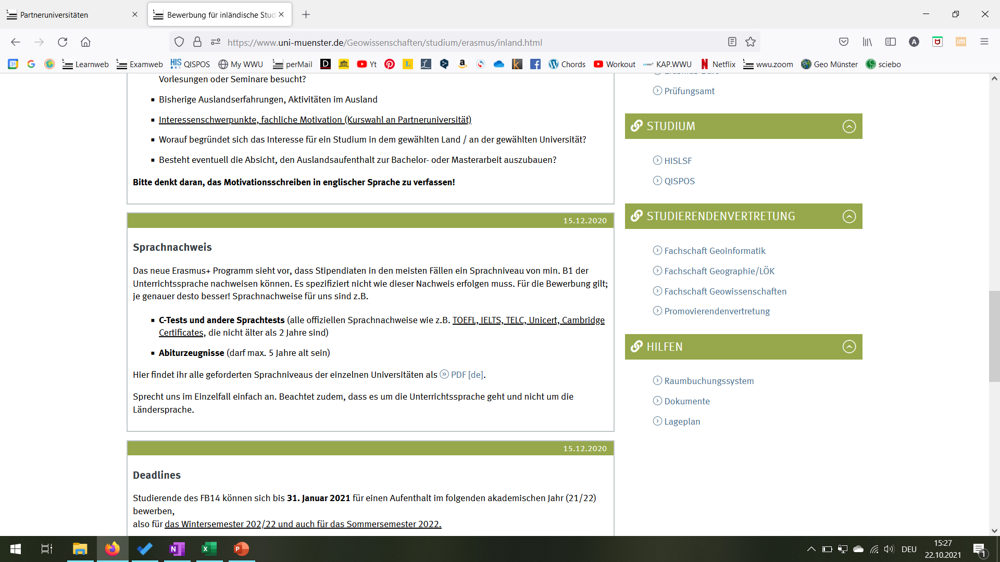 Partneruniversitäten
Bewerbung für inländische Stud
https://www.uni-muenster.de/Geowissenschaften/studium/erasmus/inland.html
Learnweb
Examweb
HIS QISPOS
My WWU
perMail
Yt
Chords
Workout
KAP.WWU
Netflix
wwu.zoom
Geo Münster
sciebo
Vorlesungen oder Seminare besucht?
Bisherige Auslandserfahrungen, Aktivitäten im Ausland
Interessenschwerpunkte, fachliche Motivation (Kurswahl an Partneruniversität)
Worauf begründet sich das Interesse für ein Studium in dem gewählten Land / an der gewählten Universität?
Besteht eventuell die Absicht, den Auslandsaufenthalt zur Bachelor- oder Masterarbeit auszubauen?
Bitte denkt daran, das Motivationsschreiben in englischer Sprache zu verfassen!
15.12.2020
Sprachnachweis
Das neue Erasmus+ Programm sieht vor, dass Stipendiaten in den meisten Fällen ein Sprachniveau von min. B1 der
Unterrichtssprache nachweisen können. Es spezifiziert nicht wie dieser Nachweis erfolgen muss. Für die Bewerbung gilt;
je genauer desto besser! Sprachnachweise für uns sind z.B.
C-Tests und andere Sprachtests (alle offiziellen Sprachnachweise wie z.B. TOEFL, IELTS, TELC, Unicert, Cambridge
Certificates, die nicht älter als 2 Jahre sind)
Abiturzeugnisse (darf max. 5 Jahre alt sein)
Hier findet ihr alle geforderten Sprachniveaus der einzelnen Universitäten als PDF [de].
Sprecht uns im Einzelfall einfach an. Beachtet zudem, dass es um die Unterrichtssprache geht und nicht um die
Ländersprache.
15.12.2020
Deadlines
Studierende des FB14 können sich bis 31. Januar 2021 für einen Aufenthalt im folgenden akademischen Jahr (21/22)
bewerben,
also für das Wintersemester 202/22 und auch für das Sommersemester 2022.
Prüfungsamt
STUDIUM
HISLSF
QISPOS
STUDIERENDENVERTRETUNG
Fachschaft Geoinformatik
Fachschaft Geographie/LÖK
Fachschaft Geowissenschaften
Promovierendenvertretung
HILFEN
Raumbuchungssystem
Dokumente
Lageplan
DEU
15:27
22.10.2021
1